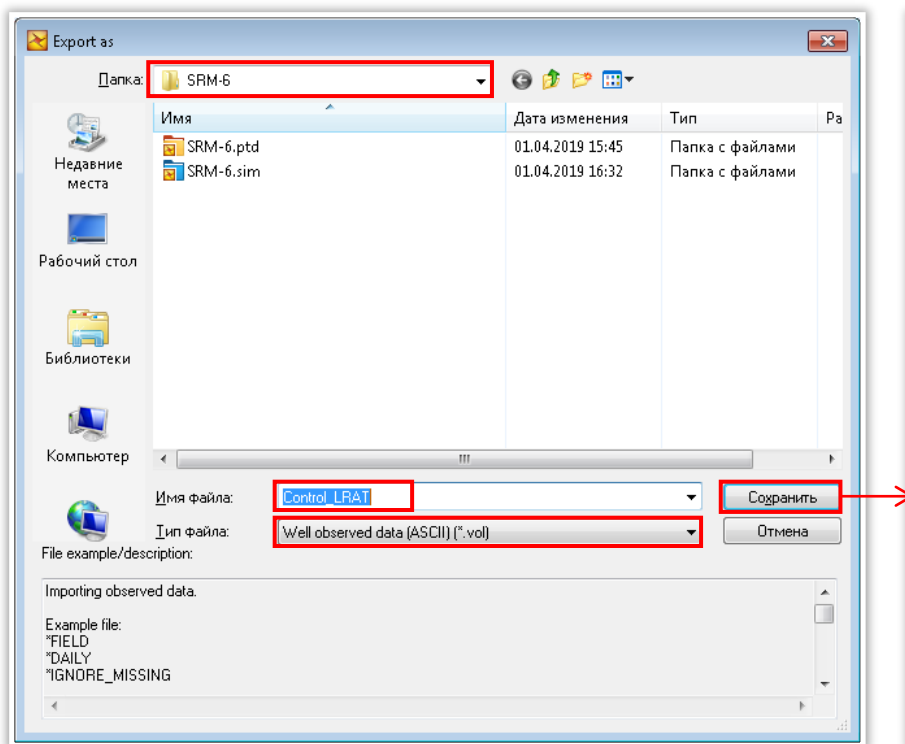 Export as
Папка: SRM-6
Имя Дата изменения Тип Ра
SRM-6.ptd 01.04.2019 15:45 Папка с файлами
SRM-6.sim 01.04.2019 16:32 Папка с файлами
Недавние
места
Рабочий стол
Библиотеки
Компьютер
Имя файла: Control_LRAT Сохранить
Тип файла: Well observed data (ASCII) (*.vol) Отмена
File example/description:
Importing observed data.
Example file:
*FIELD
*DAILY
*IGNORE_MISSING